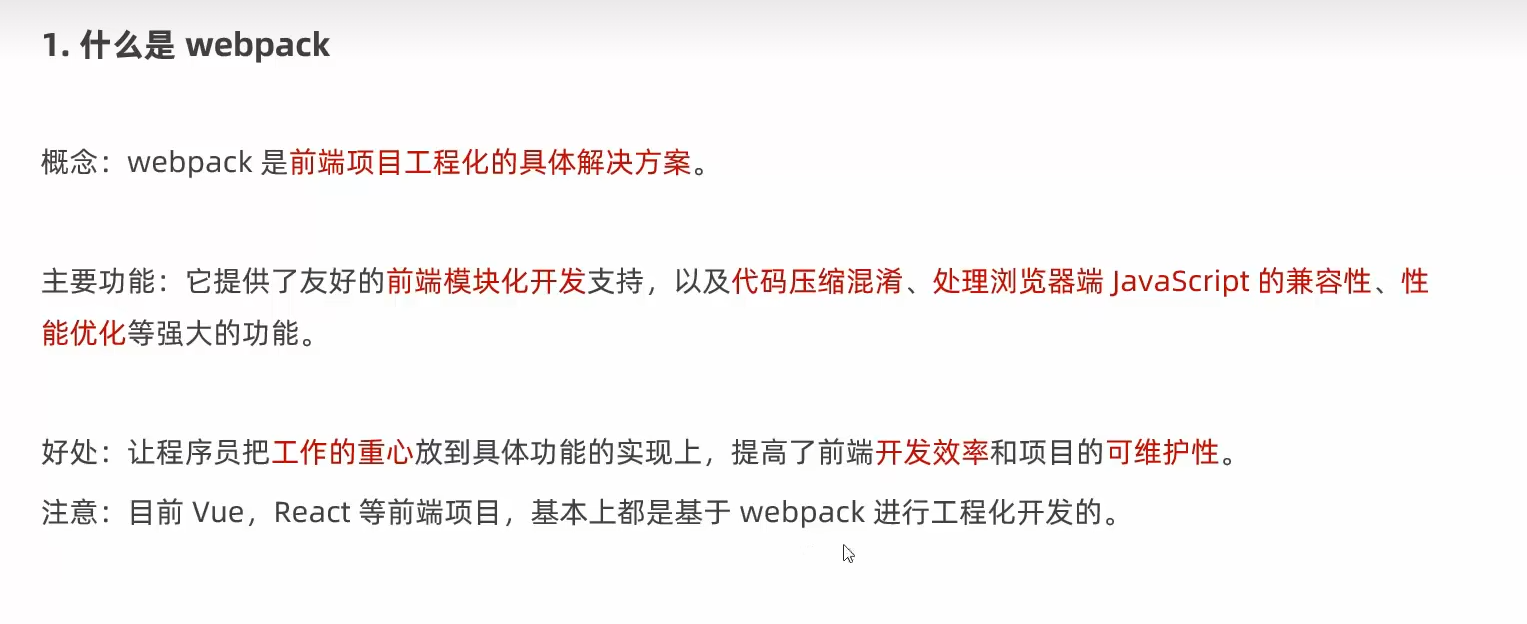 1. 什么是 webpack
概念：webpack 是前端项目工程化的具体解决方案。
主要功能：它提供了友好的前端模块化开发支持，以及代码压缩混淆、处理浏览器端 JavaScript 的兼容性、性
能优化等强大的功能。
好处：让程序员把工作的重心放到具体功能的实现上，提高了前端开发效率和项目的可维护性。
注意：目前 Vue，React 等前端项目，基本上都是基于 webpack 进行工程化开发的。